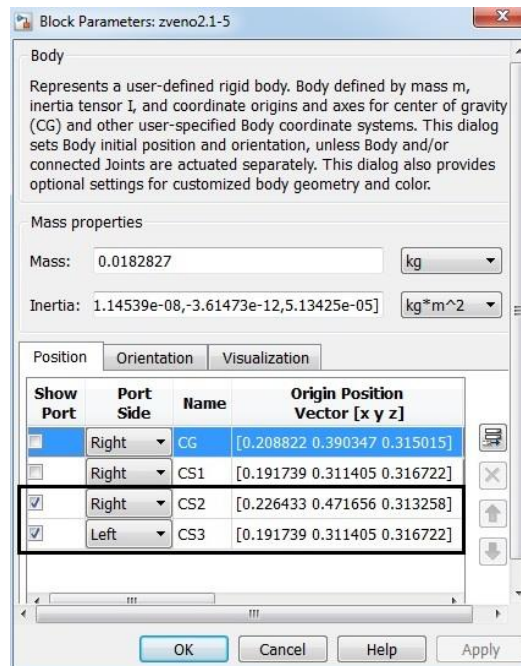 Block Parameters: zveno2.1-5
Body
Represents a user-defined rigid body. Body defined by mass m,
inertia tensor I, and coordinate origins and axes for center of gravity
(CG) and other user-specified Body coordinate systems. This dialog
sets Body initial position and orientation, unless Body and/or
connected Joints are actuated separately. This dialog also provides
optional settings for customized body geometry and color.
Mass properties
Mass: 0.0182827 kg
Inertia: 1.14539e-08,-3.61473e-12,5.13425e-05] kg*m^2
Position Orientation Visualization
Show Port Name Origin Position
Port Side Vector [x y z]
Right CG [0.208822 0.390347 0.315015]
Right CS1 [0.191739 0.311405 0.316722]
Right CS2 [0.226433 0.471656 0.313258]
Left CS3 [0.191739 0.311405 0.316722]
OK Cancel Help Apply